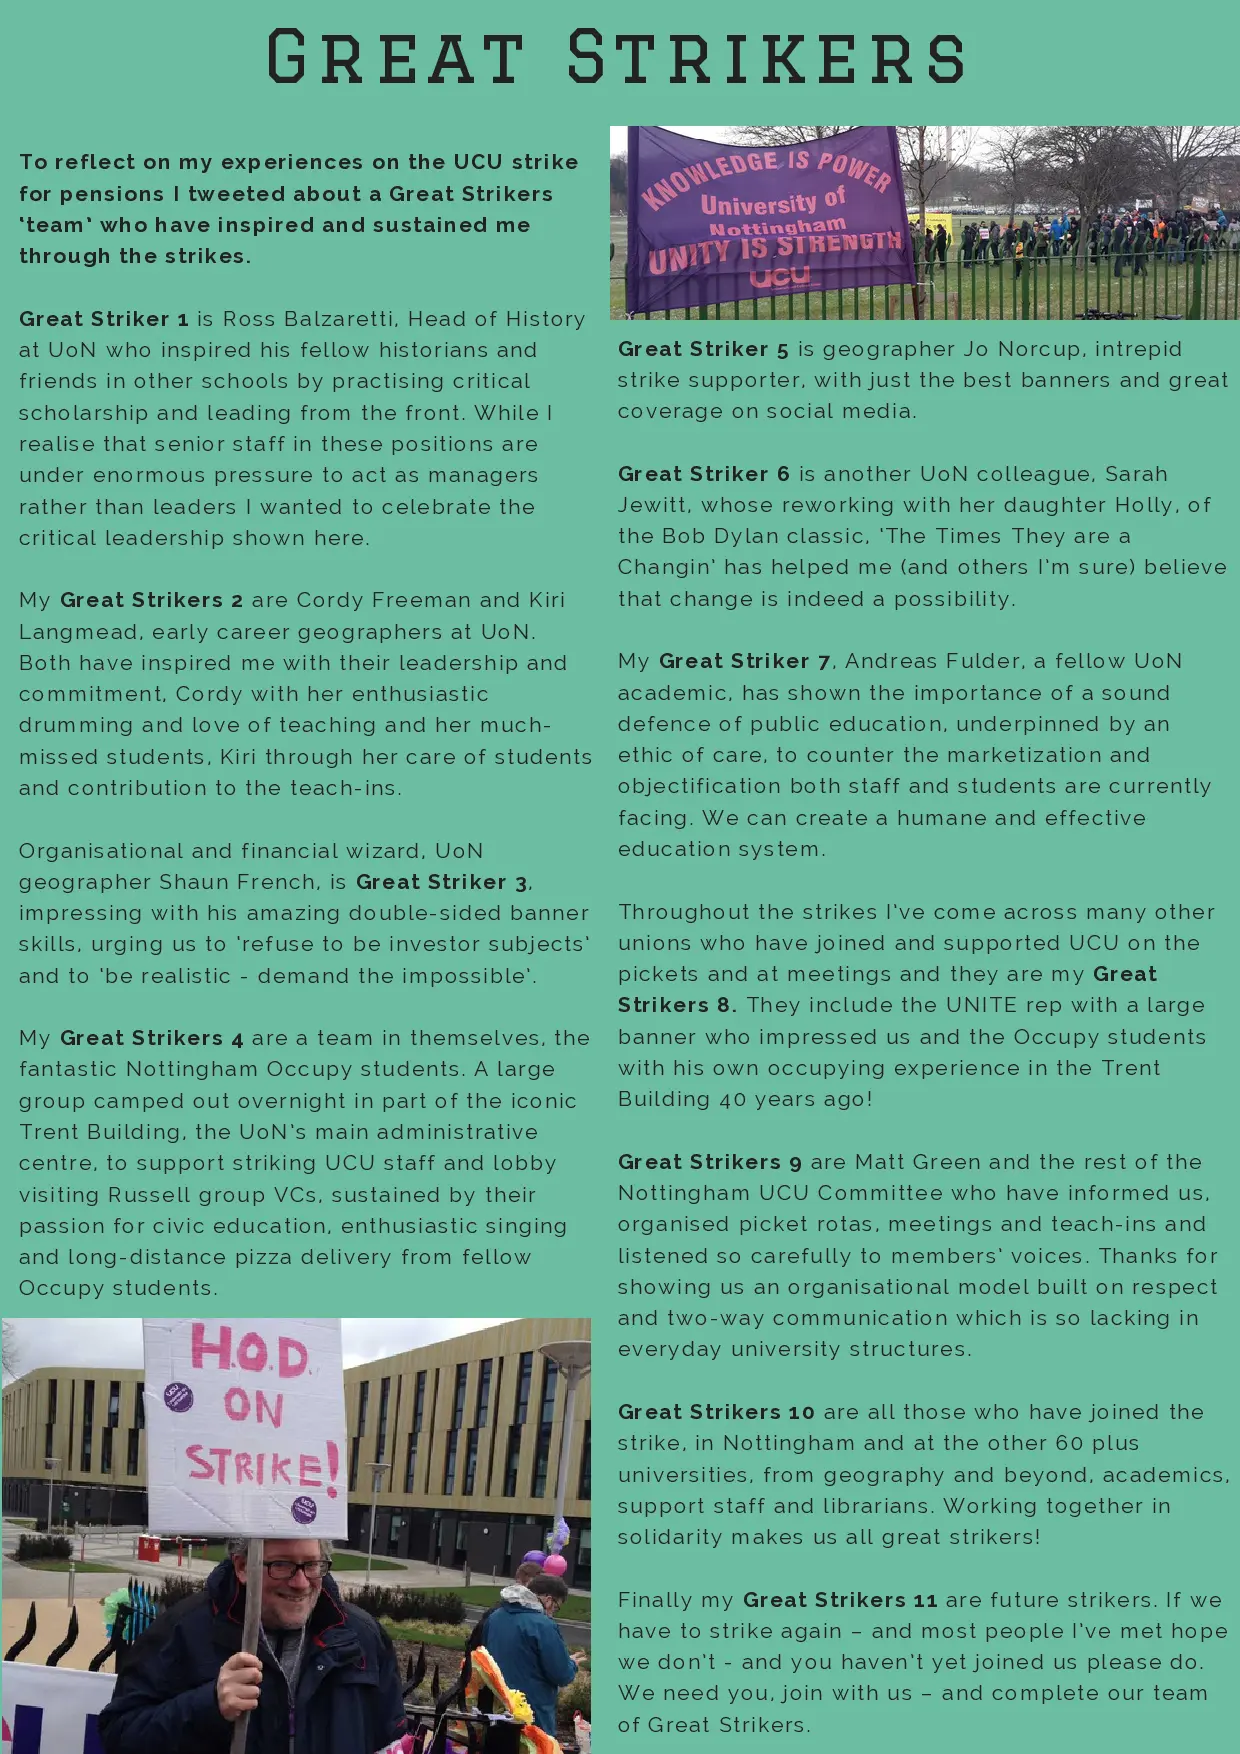 GREAT STRIKERS
To reflect on my experiences on the UCU strike
for pensions I tweeted about a Great Strikers
'team' who have inspired and sustained me
through the strikes.
Great Striker 1 is Ross Balzaretti, Head of History
at UoN who inspired his fellow historians and
friends in other schools by practising critical
scholarship and leading from the front. While I
realise that senior staff in these positions are
under enormous pressure to act as managers
rather than leaders I wanted to celebrate the
critical leadership shown here.
My Great Strikers 2 are Cordy Freeman and Kiri
Langmead, early career geographers at UoN.
Both have inspired me with their leadership and
commitment, Cordy with her enthusiastic
drumming and love of teaching and her much-
missed students, Kiri through her care of students
and contribution to the teach-ins.
Organisational and financial wizard, UoN
geographer Shaun French, is Great Striker 3,
impressing with his amazing double-sided banner
skills, urging us to 'refuse to be investor subjects'
and to 'be realistic - demand the impossible'.
My Great Strikers 4 are a team in themselves, the
fantastic Nottingham Occupy students. A large
group camped out overnight in part of the iconic
Trent Building, the UoN's main administrative
centre, to support striking UCU staff and lobby
visiting Russell group VCs, sustained by their
passion for civic education, enthusiastic singing
and long-distance pizza delivery from fellow
Occupy students.
H.O.D.
ON
STRIKE!
UCU
UCU
KNOWLEDGE IS POWER
University of
Nottingham
UNITY IS STRENGTH
UCU
Great Striker 5 is geographer Jo Norcup, intrepid
strike supporter, with just the best banners and great
coverage on social media.
Great Striker 6 is another UoN colleague, Sarah
Jewitt, whose reworking with her daughter Holly, of
the Bob Dylan classic, 'The Times They are a
Changin' has helped me (and others I'm sure) believe
that change is indeed a possibility.
My Great Striker 7, Andreas Fulder, a fellow UoN
academic, has shown the importance of a sound
defence of public education, underpinned by an
ethic of care, to counter the marketization and
objectification both staff and students are currently
facing. We can create a humane and effective
education system.
Throughout the strikes I've come across many other
unions who have joined and supported UCU on the
pickets and at meetings and they are my Great
Strikers 8. They include the UNITE rep with a large
banner who impressed us and the Occupy students
with his own occupying experience in the Trent
Building 40 years ago!
Great Strikers 9 are Matt Green and the rest of the
Nottingham UCU Committee who have informed us,
organised picket rotas, meetings and teach-ins and
listened so carefully to members' voices. Thanks for
showing us an organisational model built on respect
and two-way communication which is so lacking in
everyday university structures.
Great Strikers 10 are all those who have joined the
strike, in Nottingham and at the other 60 plus
universities, from geography and beyond, academics,
support staff and librarians. Working together in
solidarity makes us all great strikers!
Finally my Great Strikers 11 are future strikers. If we
have to strike again – and most people I've met hope
we don't - and you haven't yet joined us please do.
We need you, join with us – and complete our team
of Great Strikers.